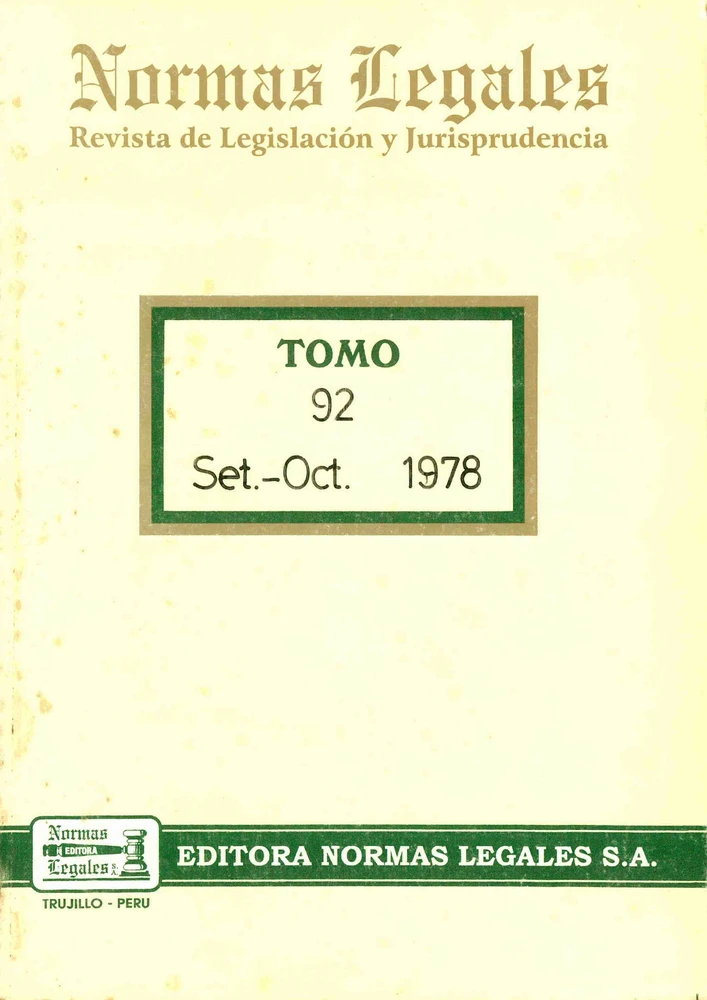 Normas Legales
Revista de Legislación y Jurisprudencia
TOMO
92
Set.-Oct. 1978
Normas
EDITORA
Legales S.A.
EDITORA NORMAS LEGALES S.A.
TRUJILLO - PERU